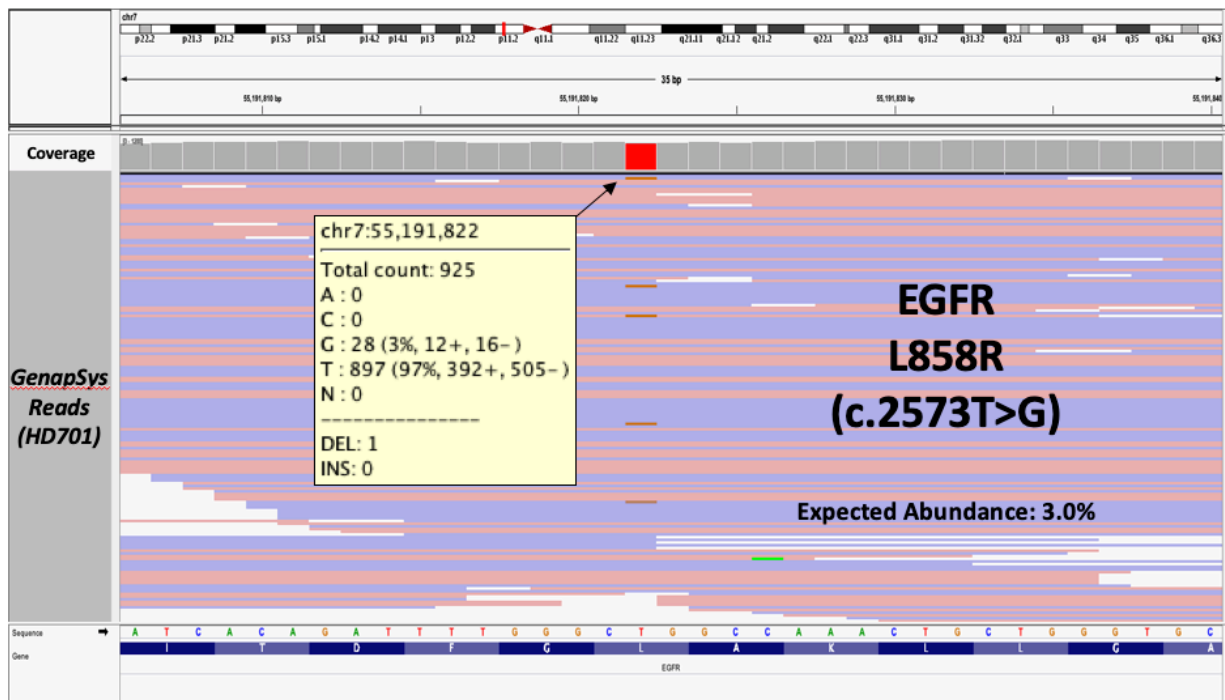 chr7
p22.2 p21.3 p21.2 p15.3 p15.1 p14.2 p14.1 p13 p12.2 p11.2 q11.1 q11.22 q11.23 q21.11 q21.12 q21.2 q22.1 q22.3 q31.1 q31.2 q31.32 q32.1 q33 q34 q35 q36.1 q36.3
35 bp
55,191,810 bp 55,191,820 bp 55,191,830 bp 55,191,840
Coverage
chr7:55,191,822
Total count: 925
A : 0
C : 0
G : 28 (3%, 12+, 16- )
T : 897 (97%, 392+, 505- )
N : 0
---------------
DEL: 1
INS: 0
EGFR
L858R
(c.2573T>G)
Expected Abundance: 3.0%
GenapSys
Reads
(HD701)
Sequence A T C A C A G A T T T T G G G C T G G C C A A A C T G C T G G G T G C
Gene I T D F G L A K L L G A
EGFR